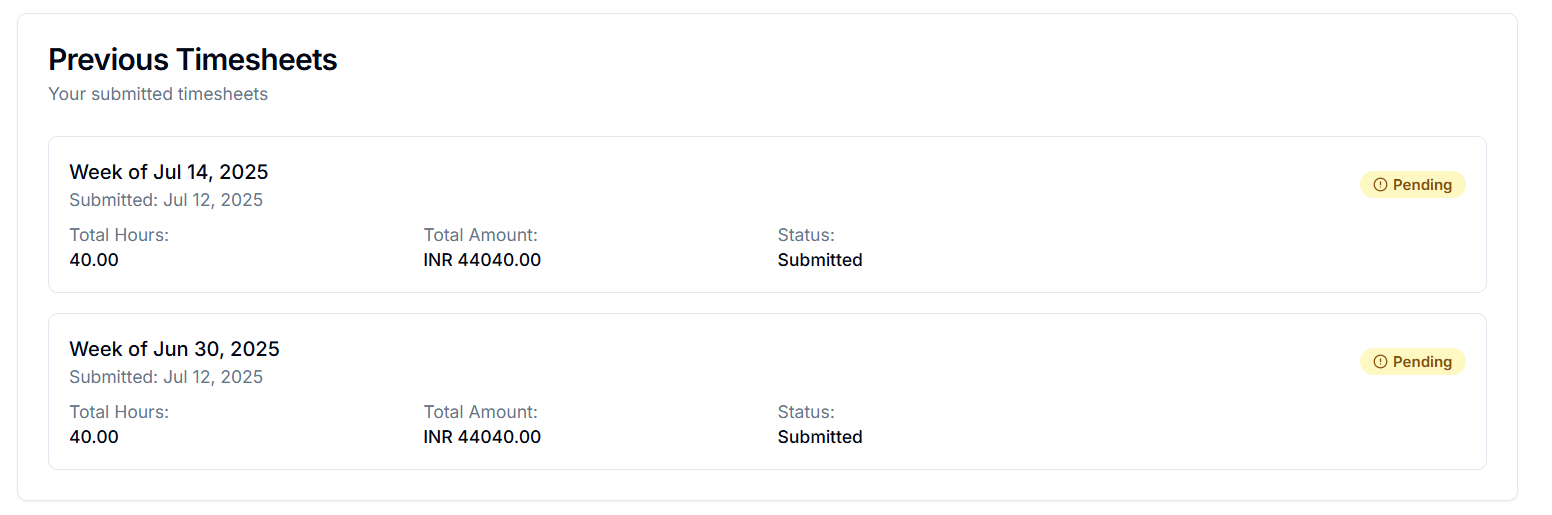 Previous Timesheets
Your submitted timesheets
Week of Jul 14, 2025
Pending
Submitted: Jul 12, 2025
Total Hours: Total Amount: Status:
40.00 INR 44040.00 Submitted
Week of Jun 30, 2025
Pending
Submitted: Jul 12, 2025
Total Hours: Total Amount: Status:
40.00 INR 44040.00 Submitted